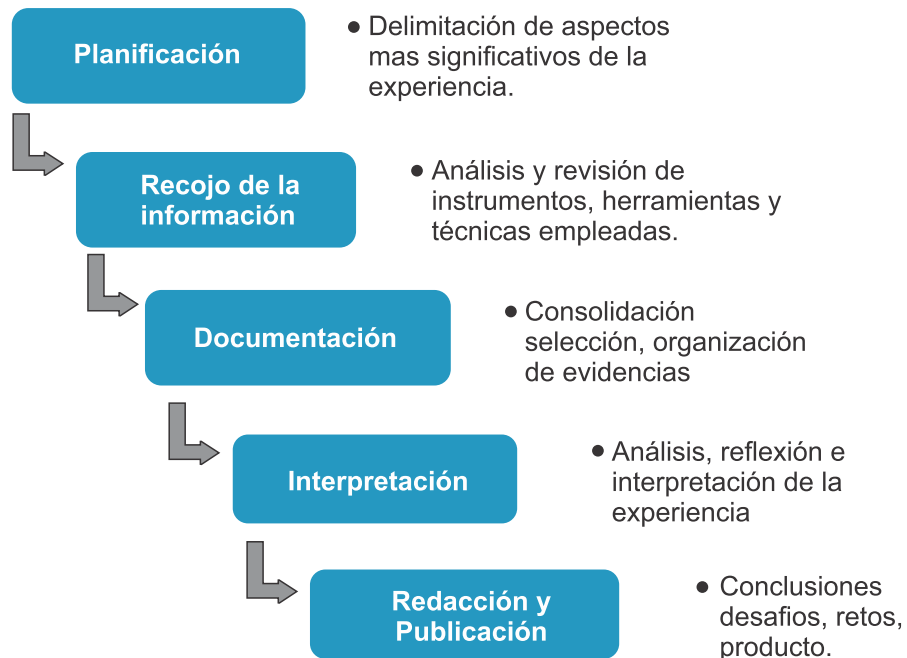 Planificación
● Delimitación de aspectos
mas significativos de la
experiencia.
Recojo de la
información
● Análisis y revisión de
instrumentos, herramientas y
técnicas empleadas.
Documentación
● Consolidación
selección, organización
de evidencias
Interpretación
● Análisis, reflexión e
interpretación de la
experiencia
Redacción y
Publicación
● Conclusiones
desafios, retos,
producto.